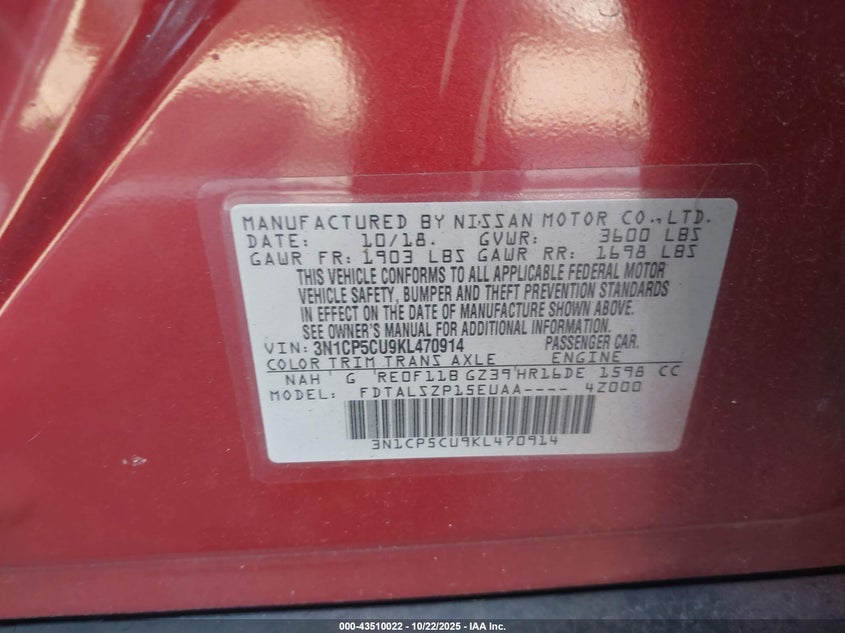 MANUFACTURED BY NISSAN MOTOR CO., LTD.
DATE: 10/18. GVWR: 3600 LBS
GAWR FR: 1903 LBS GAWR RR: 1698 LBS
THIS VEHICLE CONFORMS TO ALL APPLICABLE FEDERAL MOTOR
VEHICLE SAFETY, BUMPER AND THEFT PREVENTION STANDARDS
IN EFFECT ON THE DATE OF MANUFACTURE SHOWN ABOVE.
SEE OWNER'S MANUAL FOR ADDITIONAL INFORMATION.
VIN: 3N1CP5CU9KL470914 PASSENGER CAR.
COLOR TRIM TRANS AXLE ENGINE
NAH G RE0F11B GZ39 HR16DE 1598 CC
MODEL: FDTALSZP15EUAA---- 4Z000
3N1CP5CU9KL470914
000-43510022 - 10/22/2025 - IAA Inc.